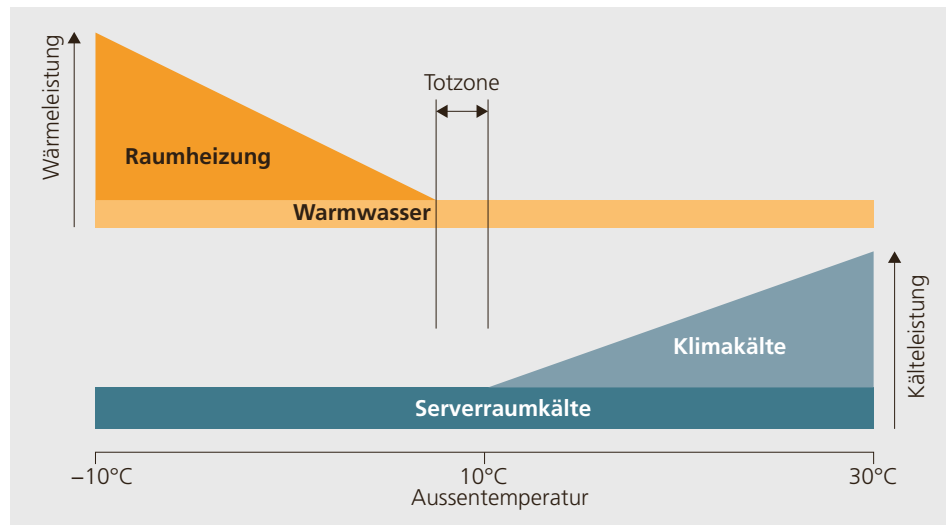 Wärmeleistung
Totzone
Raumheizung
Warmwasser
Klimakälte
Kälteleistung
Serverraumkälte
–10°C
10°C
30°C
Aussentemperatur